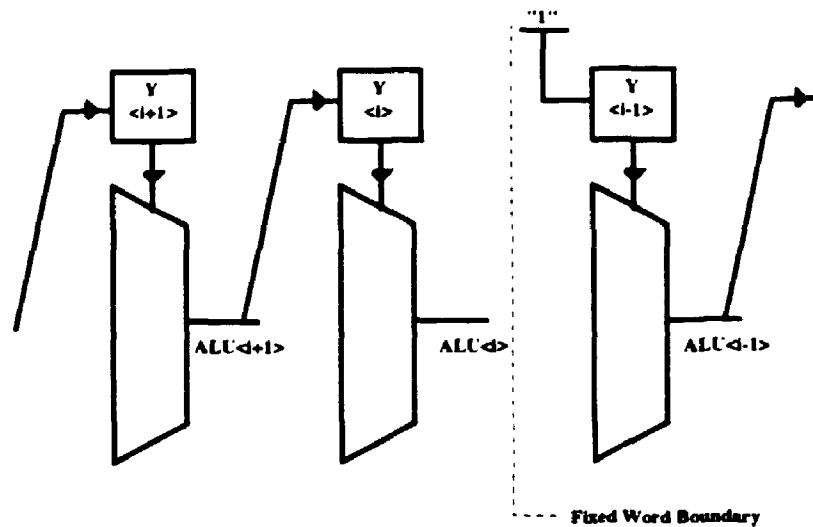 "1"
Y
<i+1>
Y
<i>
Y
<i-1>
ALU<i+1>
ALU<i>
ALU<i-1>
Fixed Word Boundary